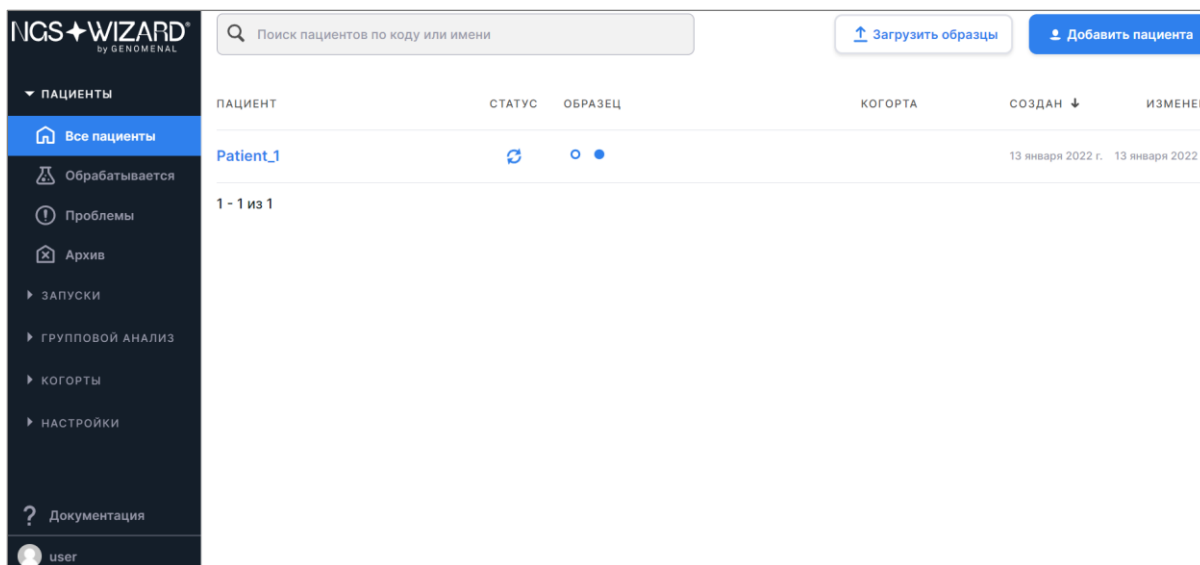 NGS WIZARD®
by GENOMENAL
Поиск пациентов по коду или имени
Загрузить образцы
Добавить пациента
ПАЦИЕНТЫ
Все пациенты
Обрабатывается
Проблемы
Архив
ЗАПУСКИ
ГРУППОВОЙ АНАЛИЗ
КОГОРТЫ
НАСТРОЙКИ
? Документация
user
ПАЦИЕНТ СТАТУС ОБРАЗЕЦ КОГОРТА СОЗДАН ↓ ИЗМЕНЕ
Patient_1 13 января 2022 г. 13 января 2022
1 - 1 из 1